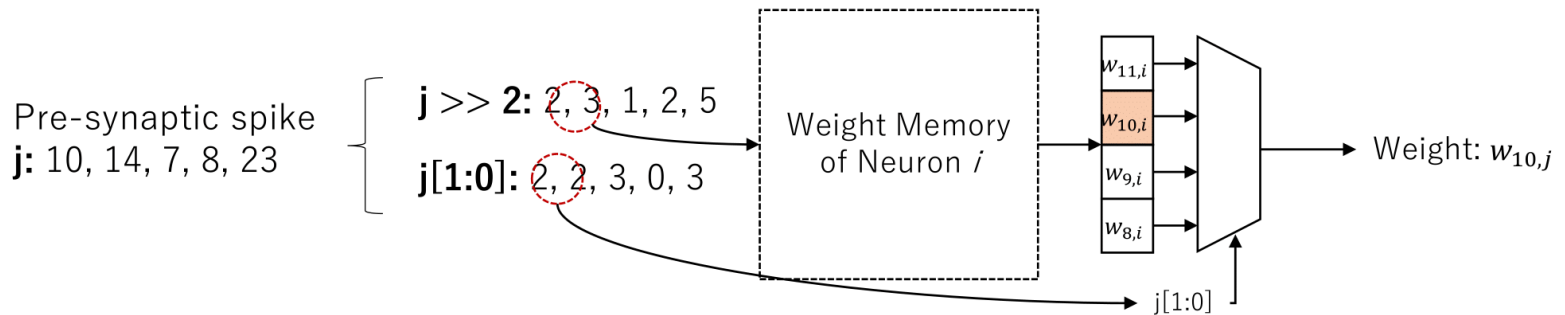 Pre-synaptic spike
j: 10, 14, 7, 8, 23
j >> 2: 2, 3, 1, 2, 5
j[1:0]: 2, 2, 3, 0, 3
Weight Memory
of Neuron i
w11,i
w10,i
w9,i
w8,i
Weight: w10,j
j[1:0]